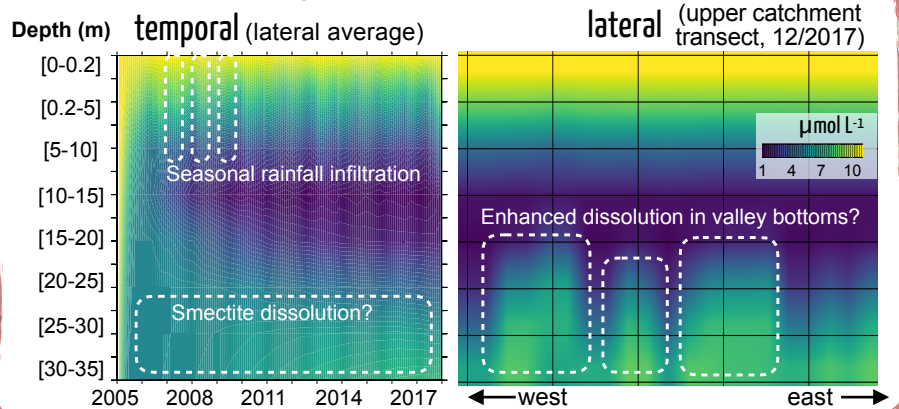 Depth (m) temporal (lateral average)
lateral (upper catchment
transect, 12/2017)
[0-0.2]
[0.2-5]
[5-10]
[10-15]
[15-20]
[20-25]
[25-30]
[30-35]
Seasonal rainfall infiltration
Smectite dissolution?
2005 2008 2011 2014 2017
µmol L-1
1 4 7 10
Enhanced dissolution in valley bottoms?
west east